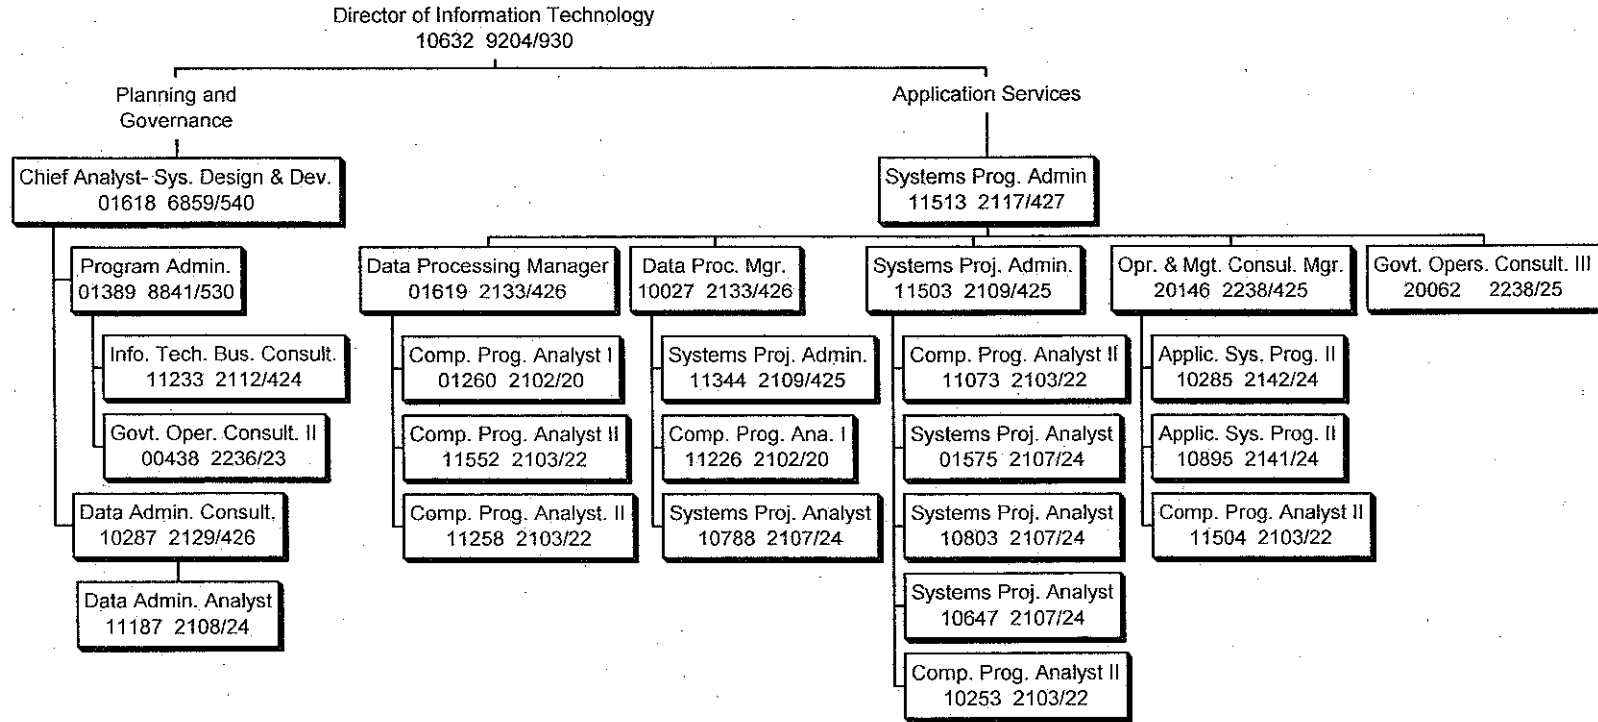 Director of Information Technology
10632 9204/930
Planning and
Governance
Application Services
Chief Analyst- Sys. Design & Dev.
01618 6859/540
Systems Prog. Admin
11513 2117/427
Program Admin.
01389 8841/530
Data Processing Manager
01619 2133/426
Data Proc. Mgr.
10027 2133/426
Systems Proj. Admin.
11503 2109/425
Opr. & Mgt. Consul. Mgr.
20146 2238/425
Govt. Opers. Consult. III
20062 2238/25
Info. Tech. Bus. Consult.
11233 2112/424
Comp. Prog. Analyst I
01260 2102/20
Systems Proj. Admin.
11344 2109/425
Comp. Prog. Analyst II
11073 2103/22
Applic. Sys. Prog. II
10285 2142/24
Govt. Oper. Consult. II
00438 2236/23
Comp. Prog. Analyst II
11552 2103/22
Comp. Prog. Ana. I
11226 2102/20
Systems Proj. Analyst
01575 2107/24
Applic. Sys. Prog. II
10895 2141/24
Data Admin. Consult.
10287 2129/426
Comp. Prog. Analyst. II
11258 2103/22
Systems Proj. Analyst
10788 2107/24
Systems Proj. Analyst
10803 2107/24
Comp. Prog. Analyst II
11504 2103/22
Data Admin. Analyst
11187 2108/24
Systems Proj. Analyst
10647 2107/24
Comp. Prog. Analyst II
10253 2103/22